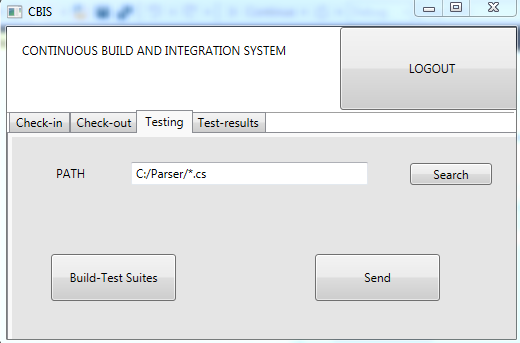 CBIS
CONTINUOUS BUILD AND INTEGRATION SYSTEM
LOGOUT
Check-in Check-out Testing Test-results
PATH C:/Parser/*.cs Search
Build-Test Suites Send